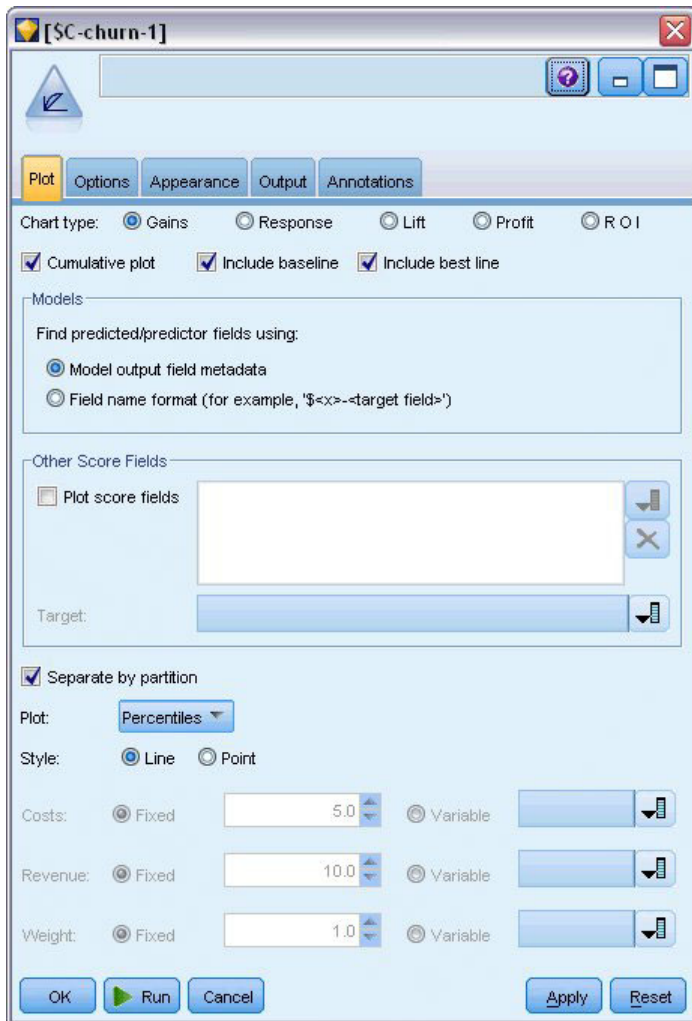 [$C-churn-1]
?
Plot Options Appearance Output Annotations
Chart type: Gains Response Lift Profit R O I
Cumulative plot Include baseline Include best line
Models
Find predicted/predictor fields using:
Model output field metadata
Field name format (for example, '$<x>-<target field>')
Other Score Fields
Plot score fields
Target:
Separate by partition
Plot: Percentiles
Style: Line Point
Costs: Fixed 5.0 Variable
Revenue: Fixed 10.0 Variable
Weight: Fixed 1.0 Variable
OK Run Cancel Apply Reset